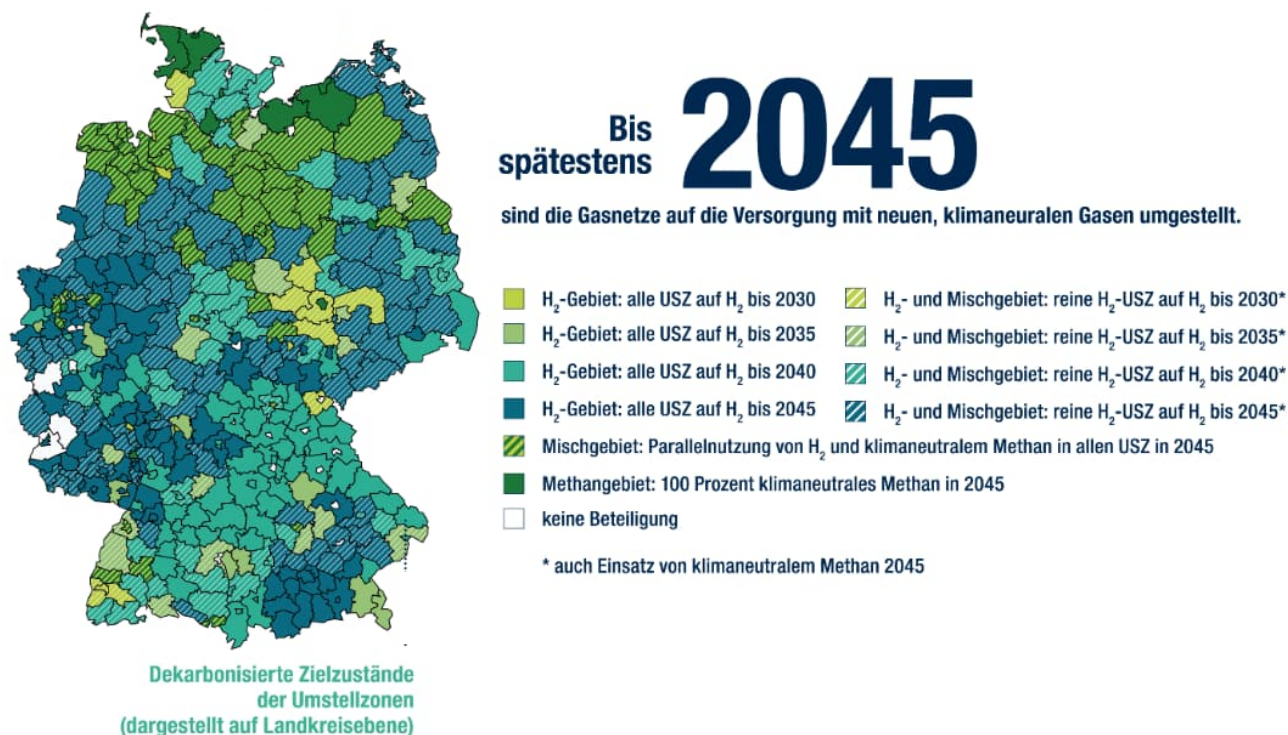 Bis
spätestens
2045
sind die Gasnetze auf die Versorgung mit neuen, klimaneuralen Gasen umgestellt.
H₂-Gebiet: alle USZ auf H₂ bis 2030
H₂-Gebiet: alle USZ auf H₂ bis 2035
H₂-Gebiet: alle USZ auf H₂ bis 2040
H₂-Gebiet: alle USZ auf H₂ bis 2045
H₂- und Mischgebiet: reine H₂-USZ auf H₂ bis 2030*
H₂- und Mischgebiet: reine H₂-USZ auf H₂ bis 2035*
H₂- und Mischgebiet: reine H₂-USZ auf H₂ bis 2040*
H₂- und Mischgebiet: reine H₂-USZ auf H₂ bis 2045*
Mischgebiet: Parallelnutzung von H₂ und klimaneutralem Methan in allen USZ in 2045
Methangebiet: 100 Prozent klimaneutrales Methan in 2045
keine Beteiligung
* auch Einsatz von klimaneutralem Methan 2045
Dekarbonisierte Zielzustände
der Umstellzonen
(dargestellt auf Landkreisebene)